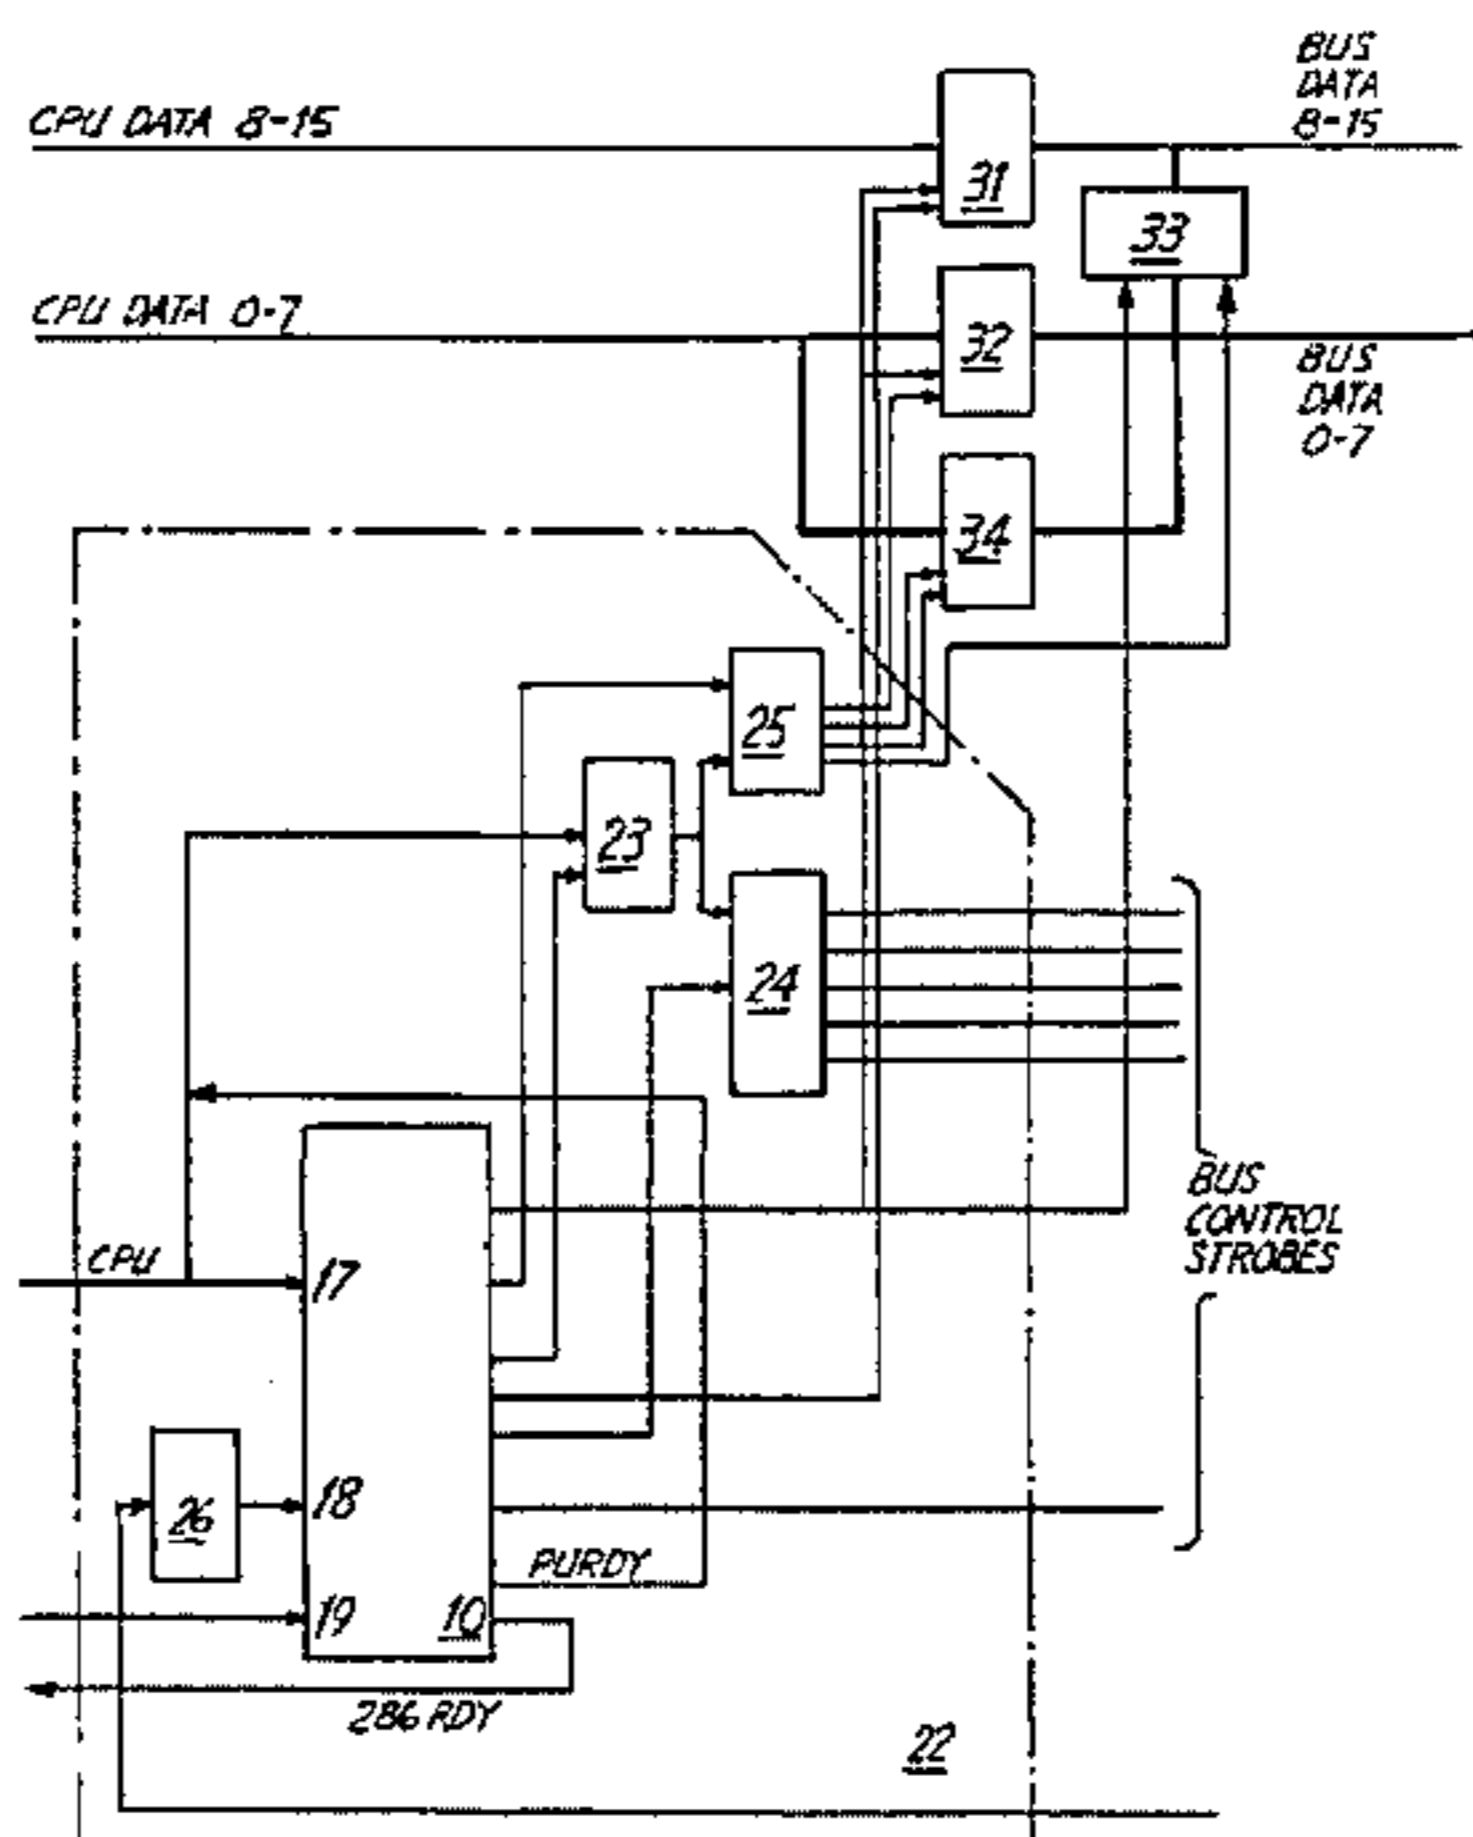 BUS
DATA
8-15
CPU DATA 8-15
31
33
CPU DATA 0-7
32
BUS
DATA
0-7
34
25
23
24
BUS
CONTROL
STROBES
CPU
17
18
26
PURDY
19
10
286 RDY
22